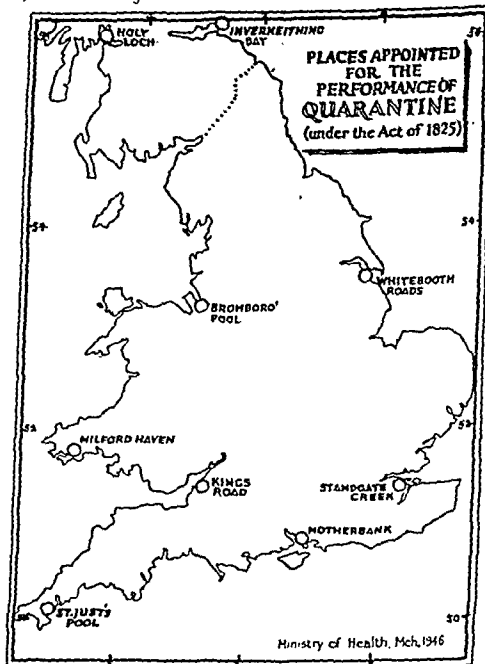 HOLY
LOCH
INVERKEITHING
BAY
PLACES APPOINTED
FOR THE
PERFORMANCE OF
QUARANTINE
(under the Act of 1825)
54
54
WHITEBOOTH
ROADS
BROMBORO'
POOL
52
52
MILFORD HAVEN
KINGS
ROAD
STANDGATE
CREEK
MOTHERBANK
ST. JUST'S
POOL
50
Ministry of Health, Mch. 1946